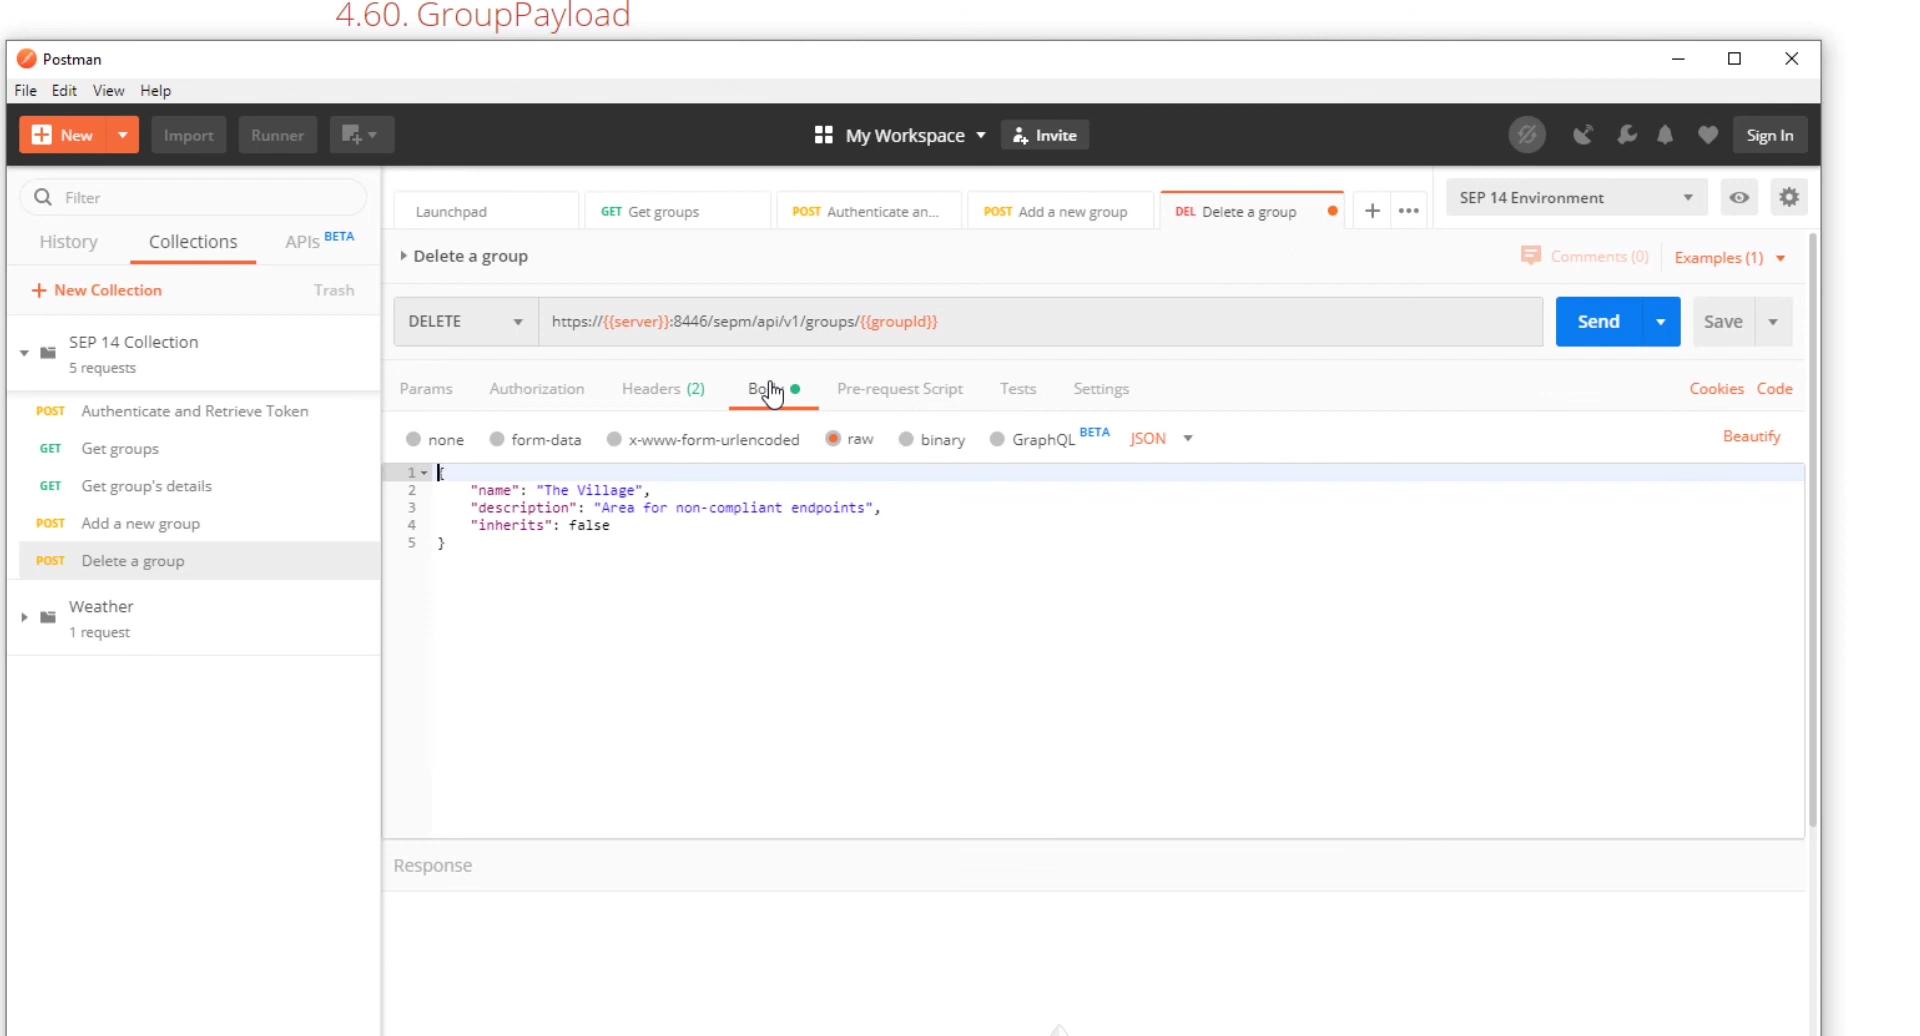 4.60. GroupPayload
Postman
File Edit View Help
New Import Runner My Workspace Invite Sign In
Filter
Launchpad GET Get groups POST Authenticate an... POST Add a new group DEL Delete a group + ••• SEP 14 Environment
History Collections APIs BETA
Delete a group Comments (0) Examples (1)
+ New Collection Trash
DELETE https://{{server}}:8446/sepm/api/v1/groups/{{groupId}} Send Save
SEP 14 Collection
5 requests
Params Authorization Headers (2) Body Pre-request Script Tests Settings Cookies Code
POST Authenticate and Retrieve Token
GET Get groups
GET Get group's details
POST Add a new group
POST Delete a group
Weather
1 request
none form-data x-www-form-urlencoded raw binary GraphQL BETA JSON Beautify
1 {
2 "name": "The Village",
3 "description": "Area for non-compliant endpoints",
4 "inherits": false
5 }
Response